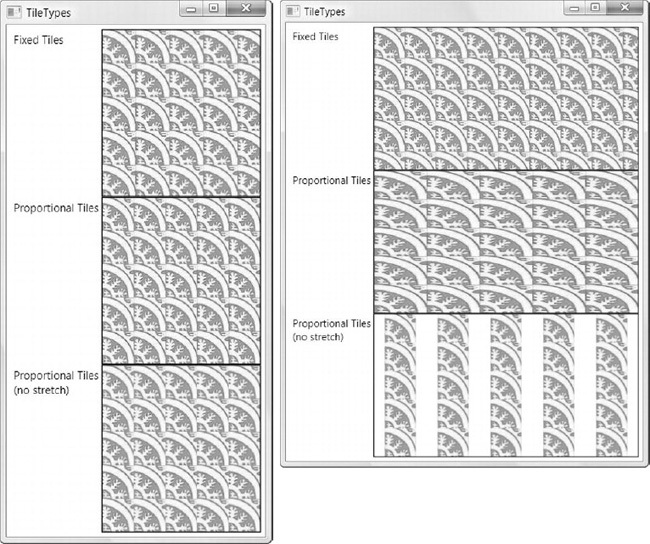 TileTypes
Fixed Tiles
Proportional Tiles
Proportional Tiles
(no stretch)
TileTypes
Fixed Tiles
Proportional Tiles
Proportional Tiles
(no stretch)